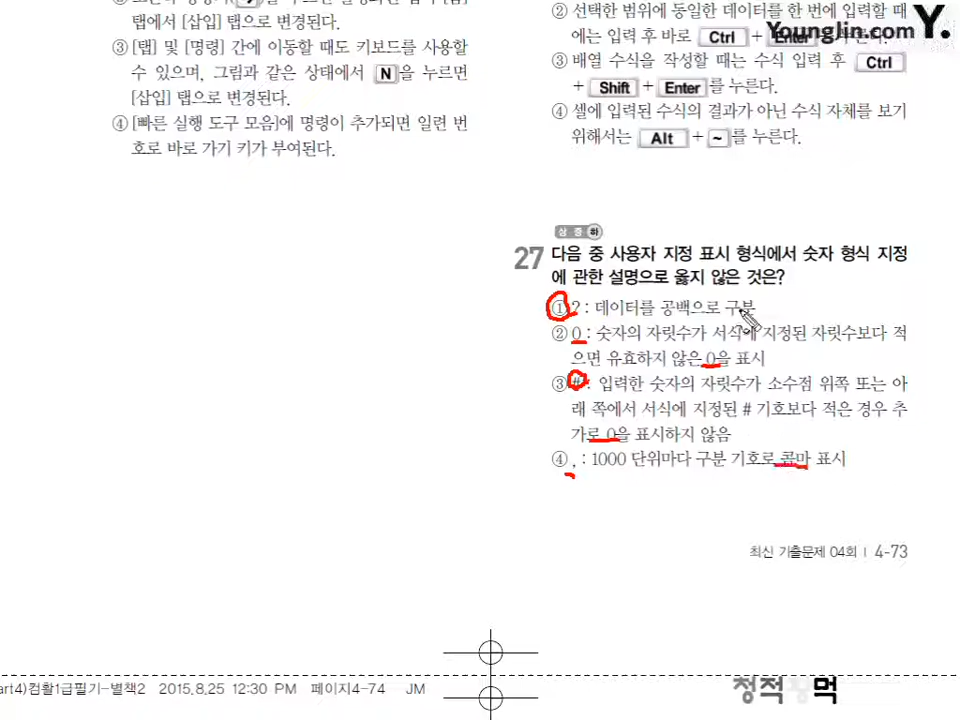 탭에서 [삽입] 탭으로 변경된다.
③ [탭] 및 [명령] 간에 이동할 때도 키보드를 사용할
수 있으며, 그림과 같은 상태에서 N을 누르면
[삽입] 탭으로 변경된다.
④ [빠른 실행 도구 모음]에 명령이 추가되면 일련 번
호로 바로 가기 키가 부여된다.
② 선택한 범위에 동일한 데이터를 한 번에 입력할 때
에는 입력 후 바로 Ctrl + Enter 누른다.
Younglin.com Y.
③ 배열 수식을 작성할 때는 수식 입력 후 Ctrl
+ Shift + Enter 를 누른다.
④ 셀에 입력된 수식의 결과가 아닌 수식 자체를 보기
위해서는 Alt + ~ 를 누른다.
상 중 하
27 다음 중 사용자 지정 표시 형식에서 숫자 형식 지정
에 관한 설명으로 옳지 않은 것은?
① ? : 데이터를 공백으로 구분
② 0 : 숫자의 자릿수가 서식에 지정된 자릿수보다 적
으면 유효하지 않은 0을 표시
③ # : 입력한 숫자의 자릿수가 소수점 위쪽 또는 아
래 쪽에서 서식에 지정된 # 기호보다 적은 경우 추
가로 0을 표시하지 않음
④ , : 1000 단위마다 구분 기호로 콤마 표시
최신 기출문제 04회 | 4-73
art4)컴활1급필기-별책2 2015.8.25 12:30 PM 페이지4-74 JM
정적왕먹